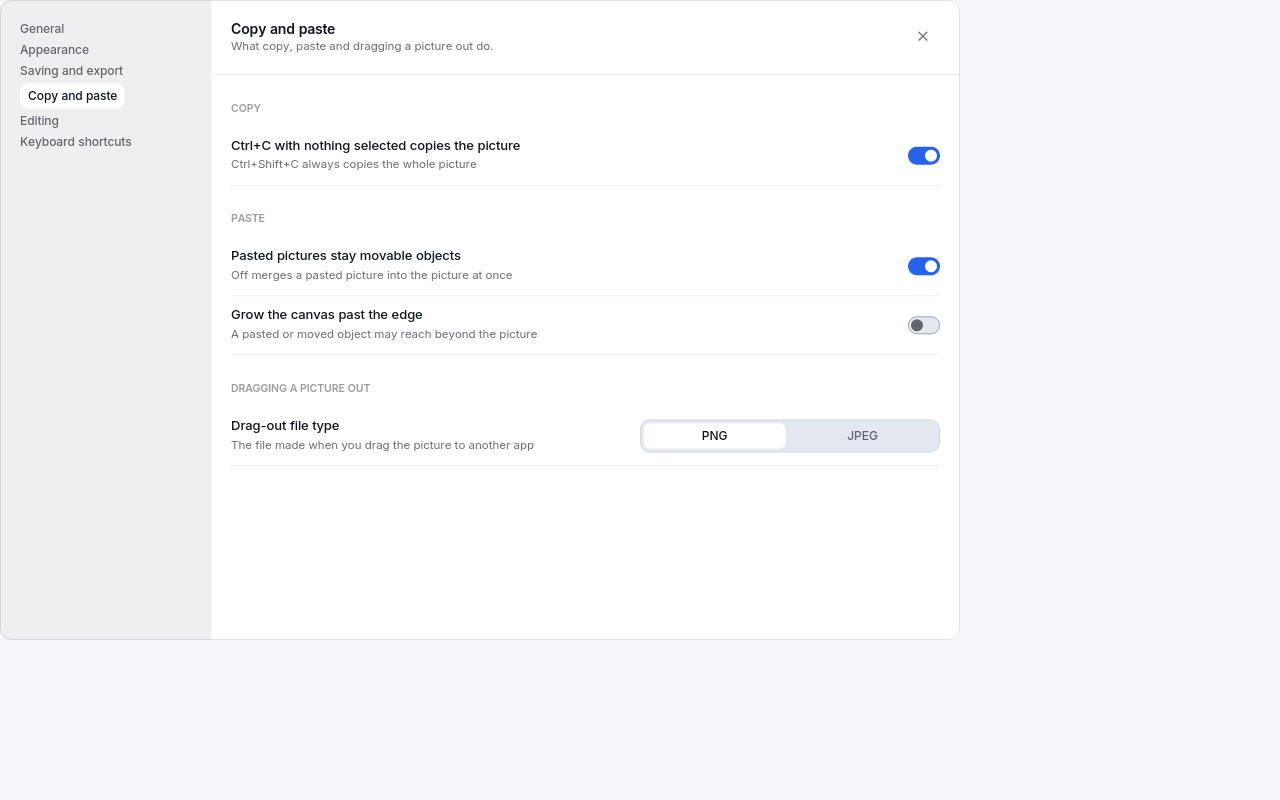 General
Appearance
Saving and export
Copy and paste
Editing
Keyboard shortcuts
Copy and paste
What copy, paste and dragging a picture out do.
COPY
Ctrl+C with nothing selected copies the picture
Ctrl+Shift+C always copies the whole picture
PASTE
Pasted pictures stay movable objects
Off merges a pasted picture into the picture at once
Grow the canvas past the edge
A pasted or moved object may reach beyond the picture
DRAGGING A PICTURE OUT
Drag-out file type
The file made when you drag the picture to another app
PNG
JPEG